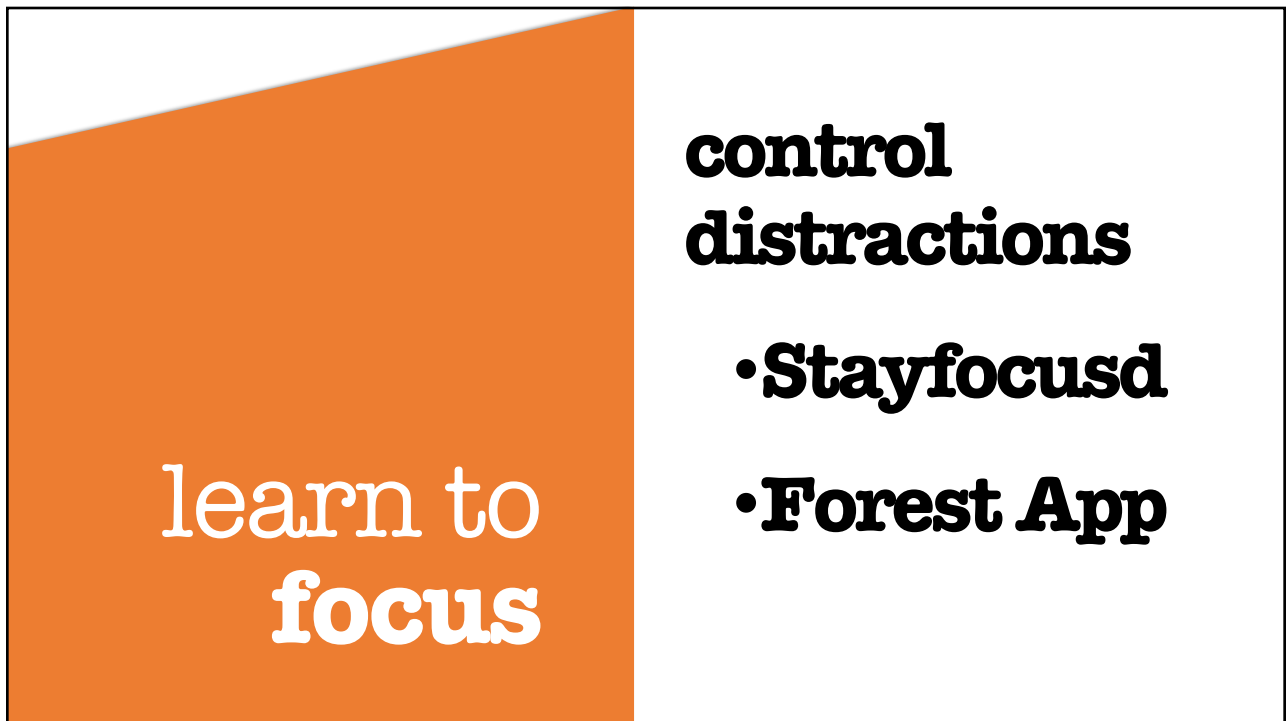 learn to
focus
control
distractions
•Stayfocusd
•Forest App